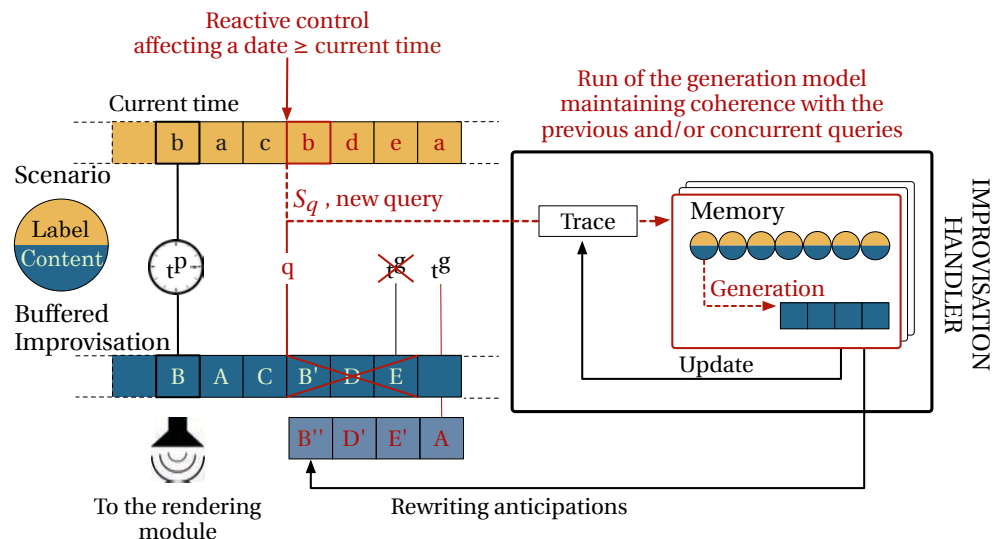 Reactive control
affecting a date ≥ current time
Run of the generation model
maintaining coherence with the
previous and/or concurrent queries
Current time
b a c b d e a
Scenario
Sq , new query
Trace
Memory
IMPROVISATION
HANDLER
Label
Content
tp
q
tg tg
Generation
Buffered
Improvisation
B A C B' D E
Update
B'' D' E' A
To the rendering
module
Rewriting anticipations